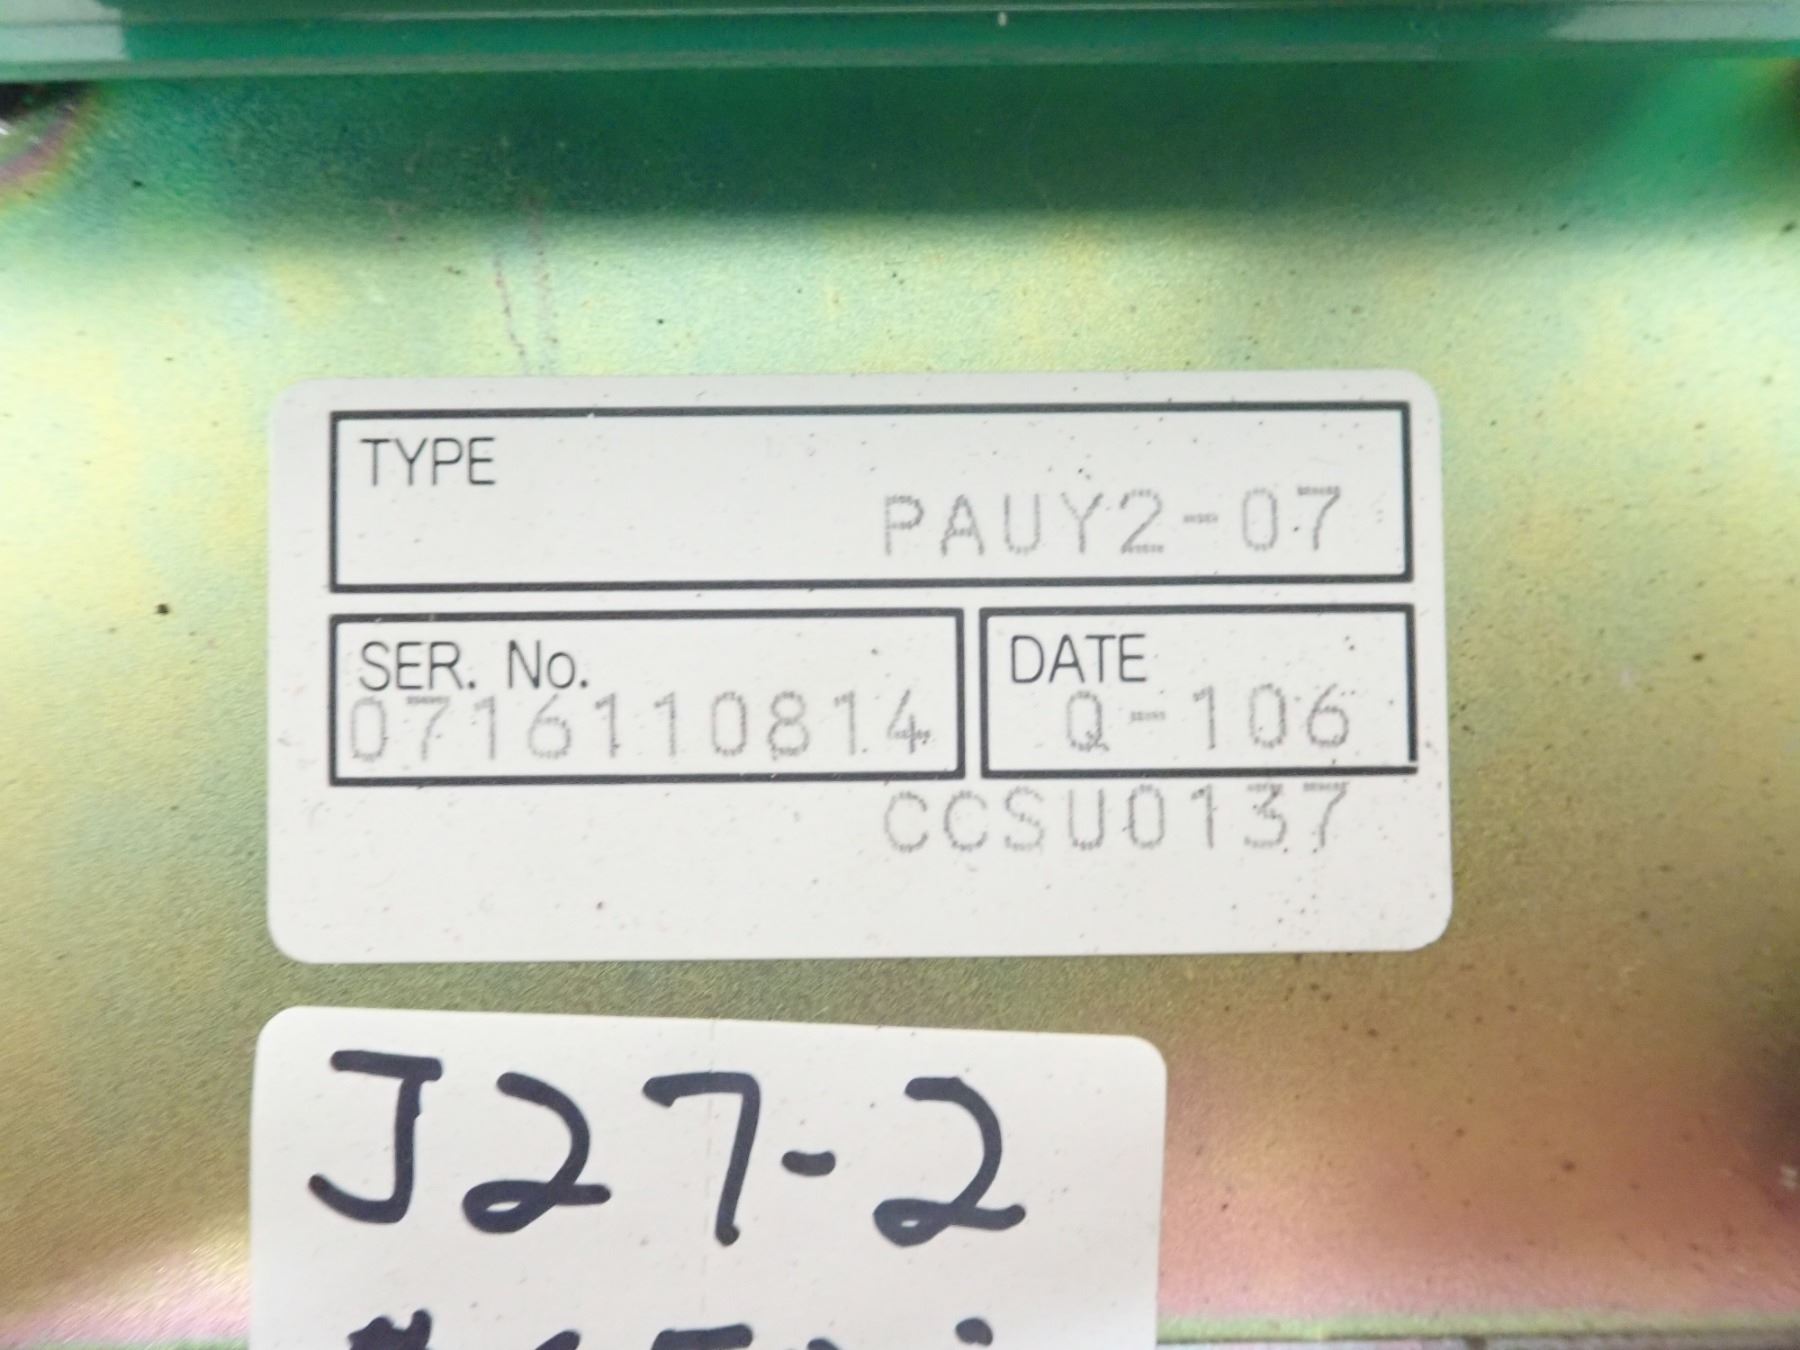 TYPE
PAUY2-07
SER. No.
0716110814
DATE
Q-106
CCSU0137
J27-2